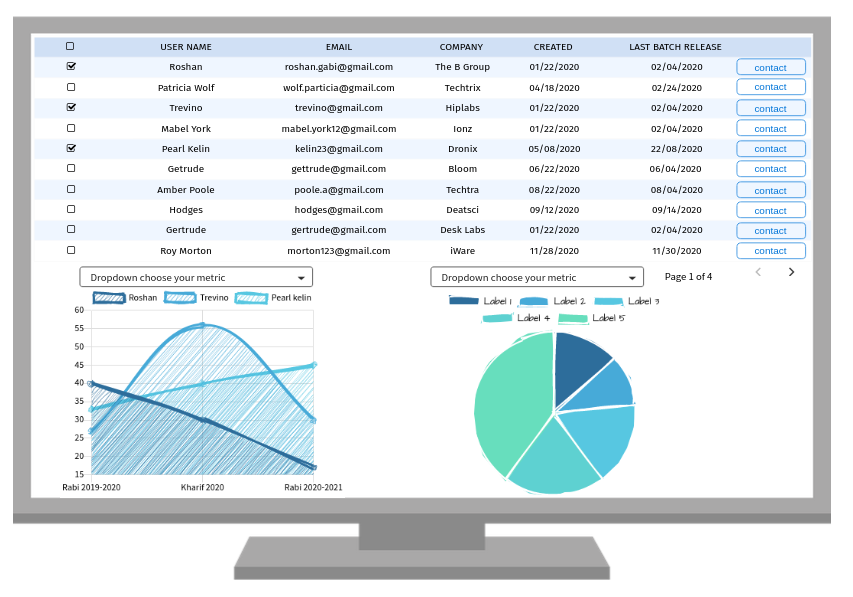 USER NAME EMAIL COMPANY CREATED LAST BATCH RELEASE
Roshan roshan.gabi@gmail.com The B Group 01/22/2020 02/04/2020 contact
Patricia Wolf wolf.particia@gmail.com Techtrix 04/18/2020 02/24/2020 contact
Trevino trevino@gmail.com Hiplabs 01/22/2020 02/04/2020 contact
Mabel York mabel.york12@gmail.com Ionz 01/22/2020 02/04/2020 contact
Pearl Kelin kelin23@gmail.com Dronix 05/08/2020 22/08/2020 contact
Getrude gettrude@gmail.com Bloom 06/22/2020 06/04/2020 contact
Amber Poole poole.a@gmail.com Techtra 08/22/2020 08/04/2020 contact
Hodges hodges@gmail.com Deatsci 09/12/2020 09/14/2020 contact
Gertrude gertrude@gmail.com Desk Labs 01/22/2020 02/04/2020 contact
Roy Morton morton123@gmail.com iWare 11/28/2020 11/30/2020 contact
Dropdown choose your metric Dropdown choose your metric Page 1 of 4
Roshan Trevino Pearl kelin
60
55
50
45
40
35
30
25
20
15
Rabi 2019-2020 Kharif 2020 Rabi 2020-2021
Label 1 Label 2 Label 3
Label 4 Label 5